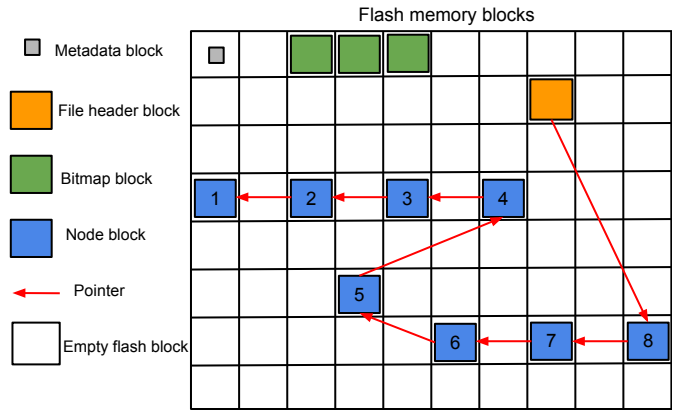 Flash memory blocks
Metadata block
File header block
Bitmap block
1 2 3 4
Node block
Pointer
5
6 7 8
Empty flash block